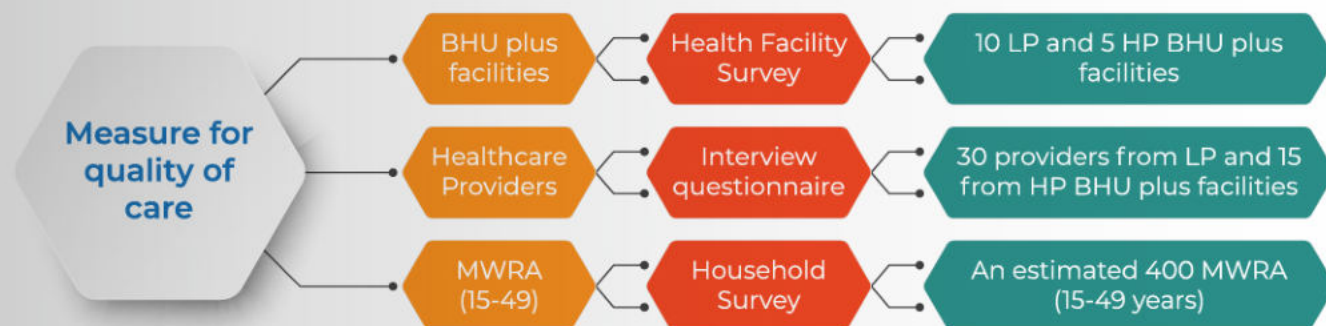 Measure for
quality of
care
BHU plus
facilities
Health Facility
Survey
10 LP and 5 HP BHU plus
facilities
Healthcare
Providers
Interview
questionnaire
30 providers from LP and 15
from HP BHU plus facilities
MWRA
(15-49)
Household
Survey
An estimated 400 MWRA
(15-49 years)